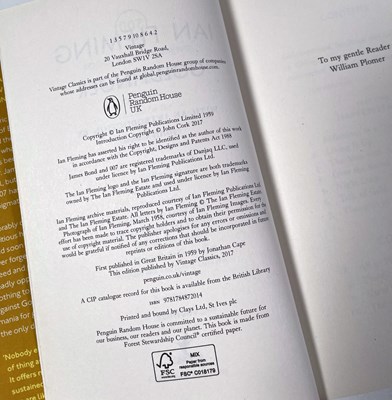 1 3 5 7 9 10 8 6 4 2
Vintage
20 Vauxhall Bridge Road,
London SW1V 2SA
Vintage Classics is part of the Penguin Random House group of companies
whose addresses can be found at global.penguinrandomhouse.com
Penguin
Random House
UK
Copyright © Ian Fleming Publications Limited 1959
Introduction Copyright © John Cork 2017
Ian Fleming has asserted his right to be identified as the author of this work
in accordance with the Copyright, Designs and Patents Act 1988
James Bond and 007 are registered trademarks of Danjaq LLC, used
under licence by Ian Fleming Publications Ltd.
The Ian Fleming logo and the Ian Fleming signature are both trademarks
owned by The Ian Fleming Estate and used under licence by Ian Fleming
Publications Ltd.
Ian Fleming archive materials, reproduced courtesy of Ian Fleming Publications Ltd
and The Ian Fleming Estate. All letters by Ian Fleming © The Ian Fleming Estate.
Photograph of Ian Fleming, March 1958, courtesy of Ian Fleming Images. Every
effort has been made to trace copyright holders and to obtain their permission for the
use of copyright material. The publisher apologises for any errors or omissions and
would be grateful if notified of any corrections that should be incorporated in future
reprints or editions of this book.
First published in Great Britain in 1959 by Jonathan Cape
This edition published by Vintage Classics, 2017
penguin.co.uk/vintage
A CIP catalogue record for this book is available from the British Library
ISBN 9781784872014
Printed and bound by Clays Ltd, St Ives plc
Penguin Random House is committed to a sustainable future for
our business, our readers and our planet. This book is made from
Forest Stewardship Council® certified paper.
FSC
MIX
Paper from
responsible sources
FSC® C018179
To my gentle Reader
William Plomer
"Nobody e
of thing a
It offers
sustained